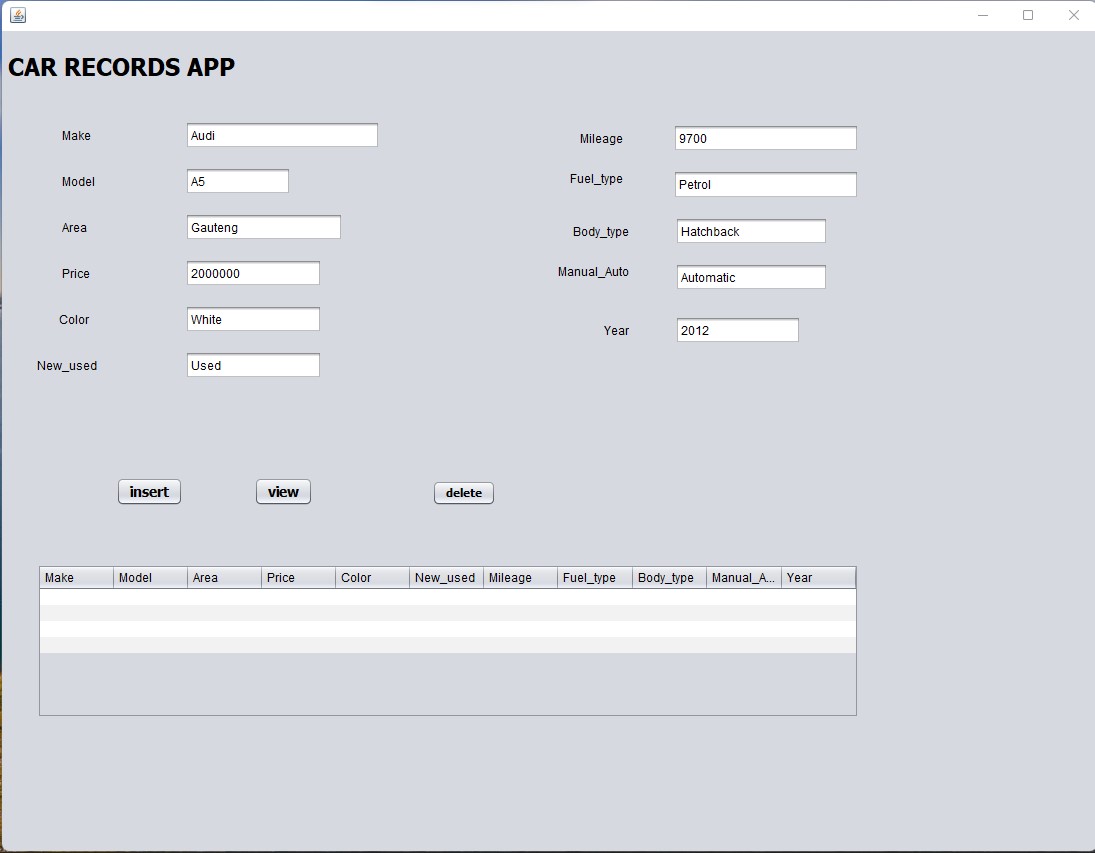 CAR RECORDS APP
Make Audi
Mileage 9700
Model A5
Fuel_type Petrol
Area Gauteng
Body_type Hatchback
Price 2000000
Manual_Auto Automatic
Color White
Year 2012
New_used Used
insert view delete
Make Model Area Price Color New_used Mileage Fuel_type Body_type Manual_A... Year